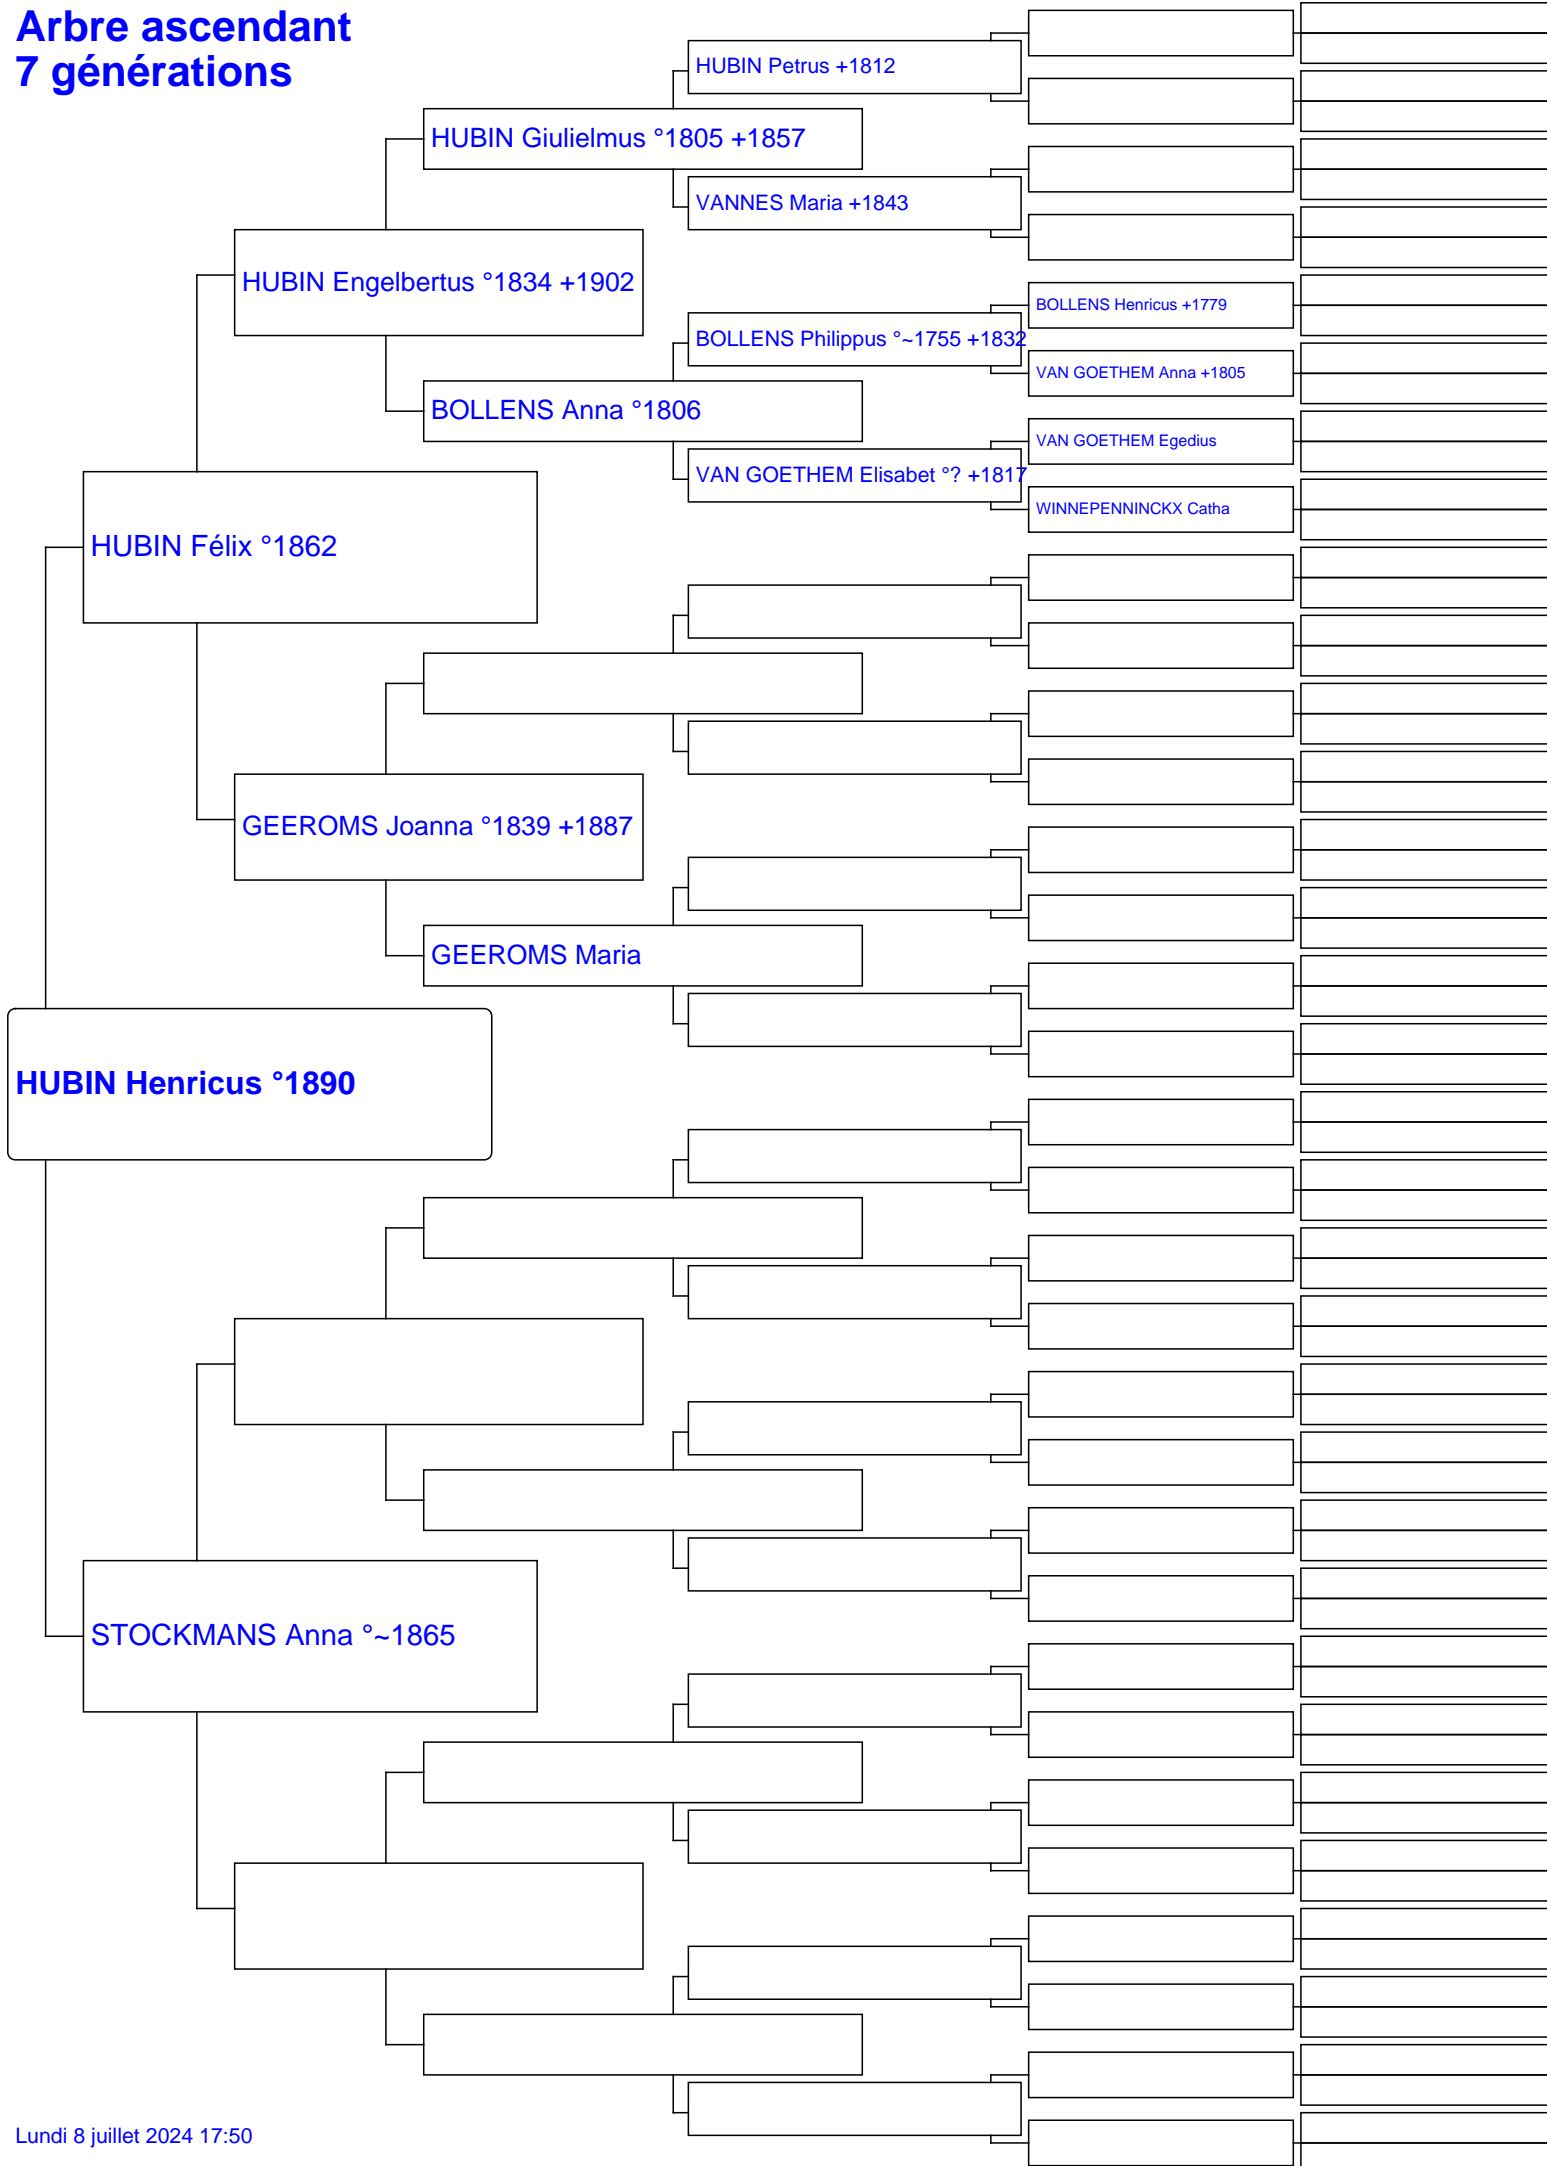 Arbre ascendant
7 générations
HUBIN Petrus +1812
HUBIN Giulielmus °1805 +1857
VANNES Maria +1843
HUBIN Engelbertus °1834 +1902
BOLLENS Henricus +1779
BOLLENS Philippus °~1755 +1832
VAN GOETHEM Anna +1805
BOLLENS Anna °1806
VAN GOETHEM Egedius
VAN GOETHEM Elisabet °? +1817
WINNEPENNINCKX Catha
HUBIN Félix °1862
GEEROMS Joanna °1839 +1887
GEEROMS Maria
HUBIN Henricus °1890
STOCKMANS Anna °~1865
Lundi 8 juillet 2024 17:50